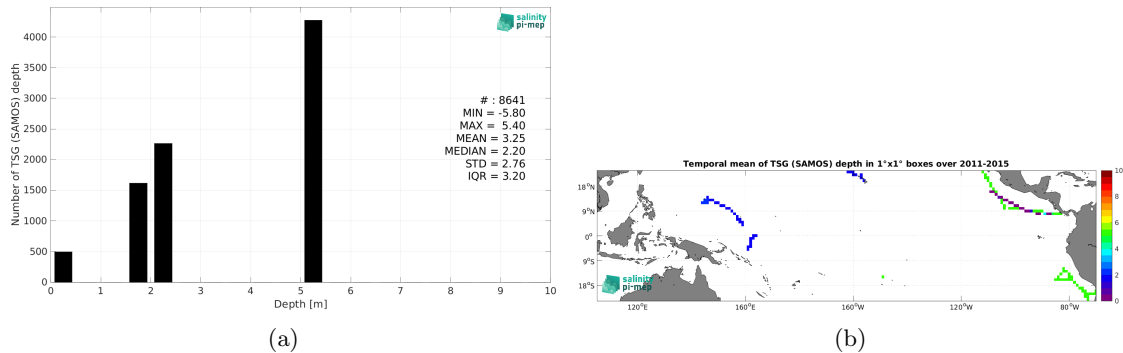 salinity
pi-mep
4000
3500
3000
2500
2000
1500
1000
500
0
Number of TSG (SAMOS) depth
# : 8641
MIN = -5.80
MAX = 5.40
MEAN = 3.25
MEDIAN = 2.20
STD = 2.76
IQR = 3.20
0 1 2 3 4 5 6 7 8 9 10
Depth [m]
(a)
Temporal mean of TSG (SAMOS) depth in 1°x1° boxes over 2011-2015
18°N
9°N
0°
9°S
18°S
120°E 160°E 160°W 120°W 80°W
10
8
6
4
2
0
salinity
pi-mep
(b)